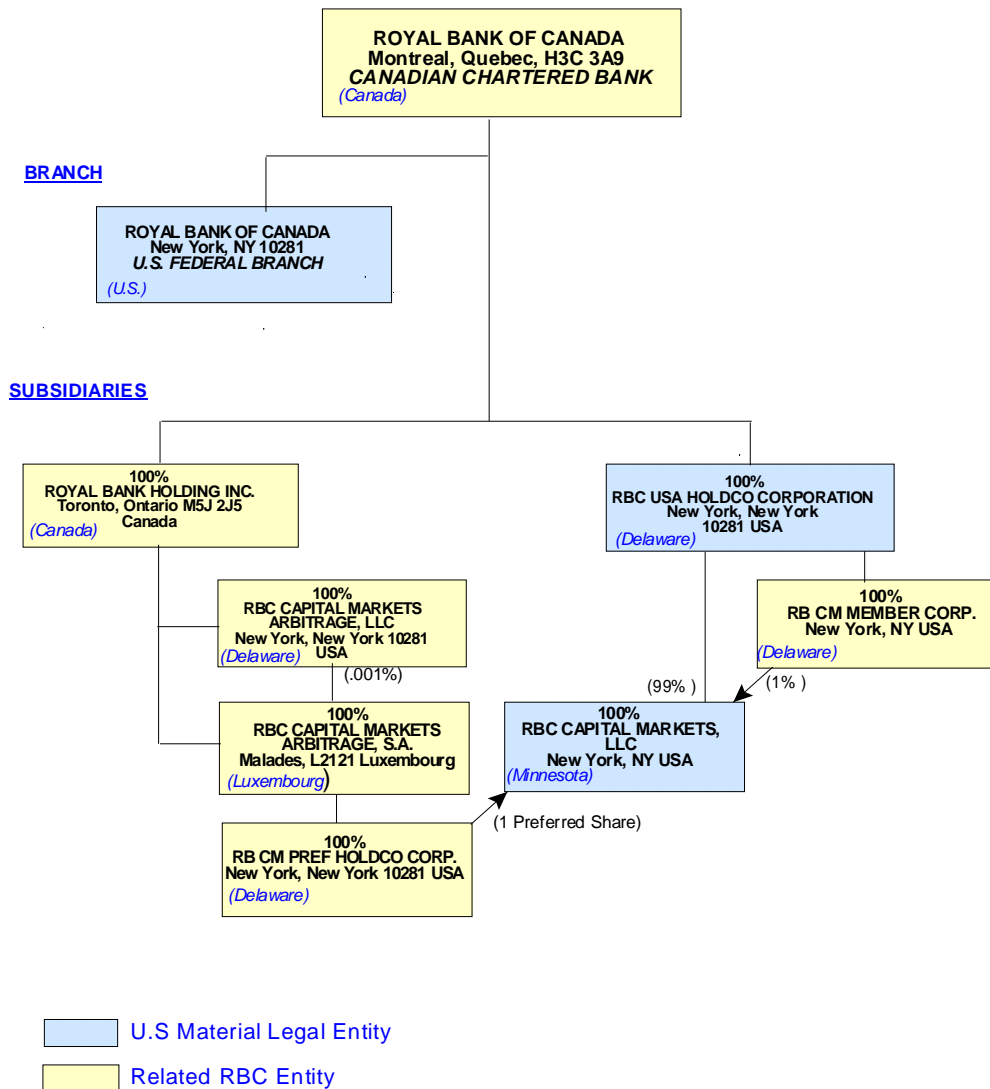 ROYAL BANK OF CANADA
Montreal, Quebec, H3C 3A9
CANADIAN CHARTERED BANK
(Canada)
BRANCH
ROYAL BANK OF CANADA
New York, NY 10281
U.S. FEDERAL BRANCH
(U.S.)
SUBSIDIARIES
100%
ROYAL BANK HOLDING INC.
Toronto, Ontario M5J 2J5
Canada
(Canada)
100%
RBC USA HOLDCO CORPORATION
New York, New York
10281 USA
(Delaware)
100%
RBC CAPITAL MARKETS
ARBITRAGE, LLC
New York, New York 10281
USA
(Delaware)
(.001%)
100%
RB CM MEMBER CORP.
New York, NY USA
(Delaware)
(99% )
(1% )
100%
RBC CAPITAL MARKETS
ARBITRAGE, S.A.
Malades, L2121 Luxembourg
(Luxembourg)
100%
RBC CAPITAL MARKETS,
LLC
New York, NY USA
(Minnesota)
(1 Preferred Share)
100%
RB CM PREF HOLDCO CORP.
New York, New York 10281 USA
(Delaware)
U.S Material Legal Entity
Related RBC Entity